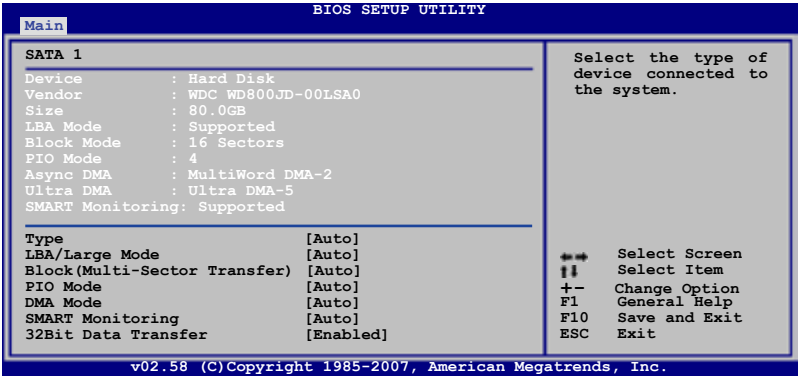 BIOS SETUP UTILITY
Main
SATA 1
Device : Hard Disk
Vendor : WDC WD800JD-00LSA0
Size : 80.0GB
LBA Mode : Supported
Block Mode : 16 Sectors
PIO Mode : 4
Async DMA : MultiWord DMA-2
Ultra DMA : Ultra DMA-5
SMART Monitoring: Supported
Type [Auto]
LBA/Large Mode [Auto]
Block(Multi-Sector Transfer) [Auto]
PIO Mode [Auto]
DMA Mode [Auto]
SMART Monitoring [Auto]
32Bit Data Transfer [Enabled]
Select the type of
device connected to
the system.
←→ Select Screen
↑↓ Select Item
+- Change Option
F1 General Help
F10 Save and Exit
ESC Exit
v02.58 (C)Copyright 1985-2007, American Megatrends, Inc.